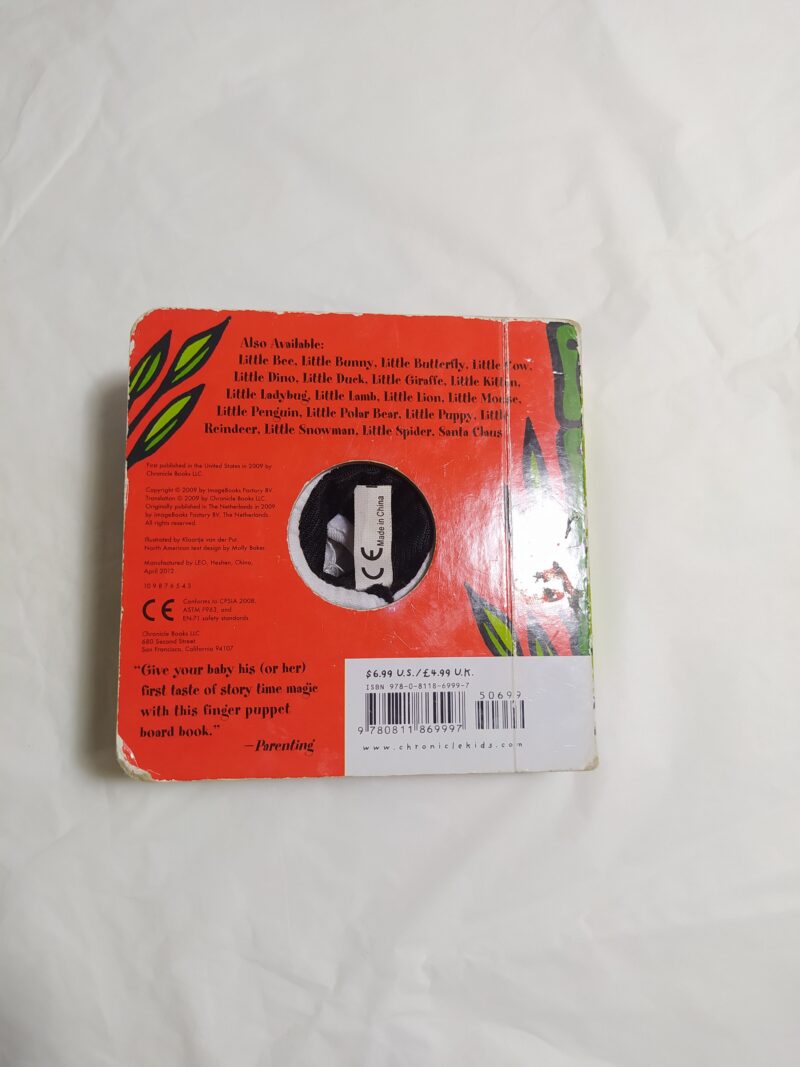 Also Available:
Little Bee, Little Bunny, Little Butterfly, Little Cow,
Little Dino, Little Duck, Little Giraffe, Little Kitten,
Little Ladybug, Little Lamb, Little Lion, Little Mouse,
Little Penguin, Little Polar Bear, Little Puppy, Little
Reindeer, Little Snowman, Little Spider, Santa Claus
First published in the United States in 2009 by
Chronicle Books LLC.
Copyright © 2009 by ImageBooks Factory BV.
Translation © 2009 by Chronicle Books LLC.
Originally published in The Netherlands in 2009
by ImageBooks Factory BV, The Netherlands.
All rights reserved.
Illustrated by Klaartje van der Put.
North American text design by Molly Baker.
Manufactured by LEO, Heshan, China,
April 2012
10 9 8 7 6 5 4 3
CE
Conforms to CPSIA 2008,
ASTM F963, and
EN-71 safety standards.
Chronicle Books LLC
680 Second Street
San Francisco, California 94107
CE Made in China
"Give your baby his (or her)
first taste of story time magic
with this finger puppet
board book."
—Parenting
$6.99 U.S./£4.99 U.K.
ISBN 978-0-8118-6999-7
50699
9 780811 869997
www.chroniclekids.com